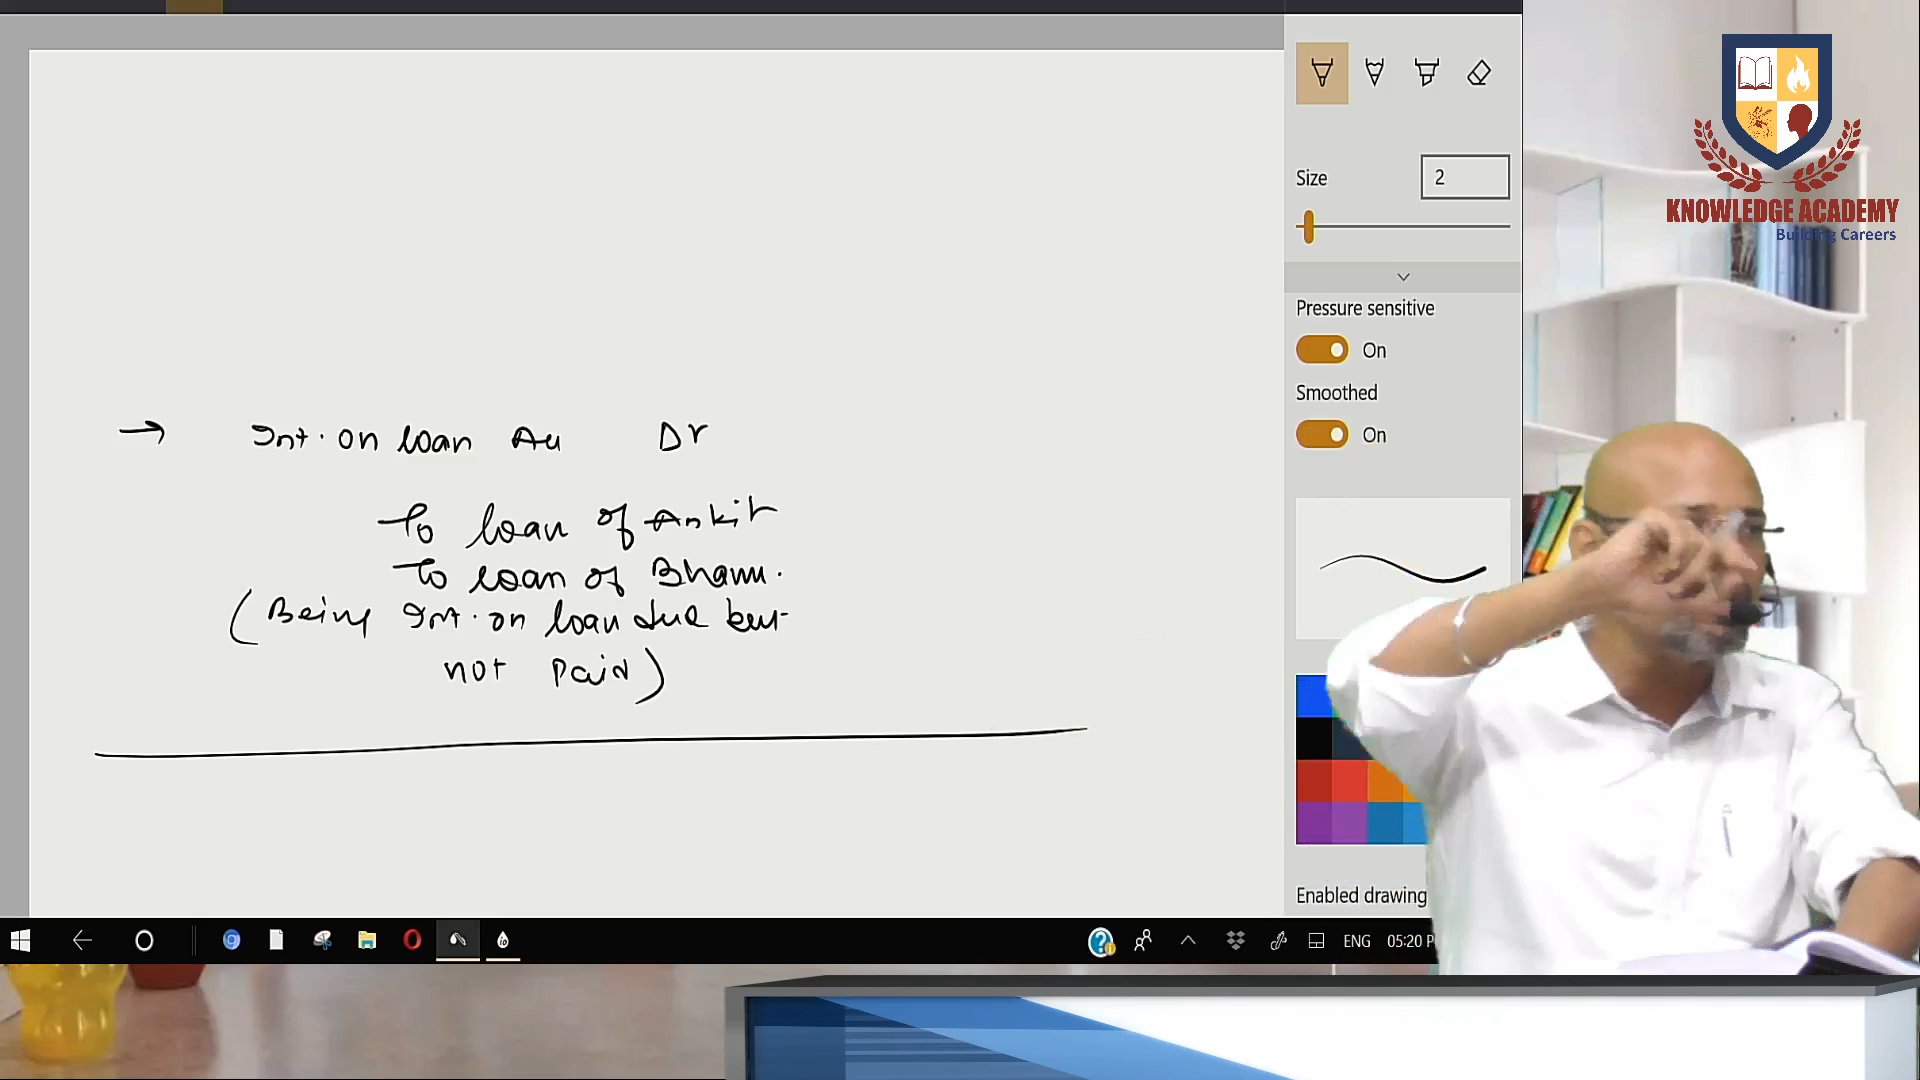 Size
2
Pressure sensitive
On
Smoothed
On
Enabled drawing
KNOWLEDGE ACADEMY
Building Careers
→ Int. on loan A/c Dr
To loan of Ankit
To loan of Bhanu.
(Being Int. on loan due but
not paid)
ENG 05:20 P